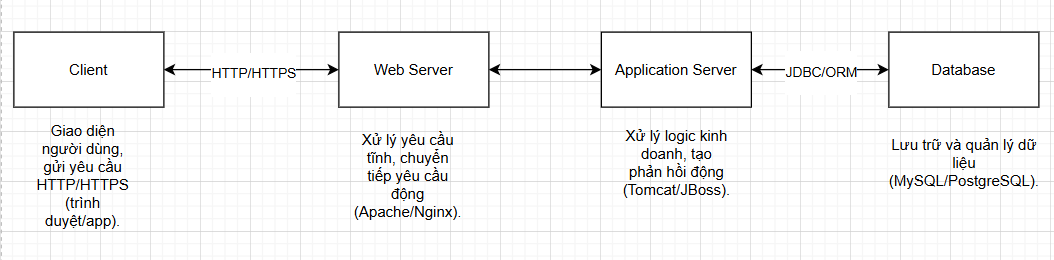 Client
HTTP/HTTPS
Web Server
Application Server
JDBC/ORM
Database
Giao diện
người dùng,
gửi yêu cầu
HTTP/HTTPS
(trình
duyệt/app).
Xử lý yêu cầu
tĩnh, chuyển
tiếp yêu cầu
động
(Apache/Nginx).
Xử lý logic kinh
doanh, tạo
phản hồi động
(Tomcat/JBoss).
Lưu trữ và quản lý dữ
liệu
(MySQL/PostgreSQL).